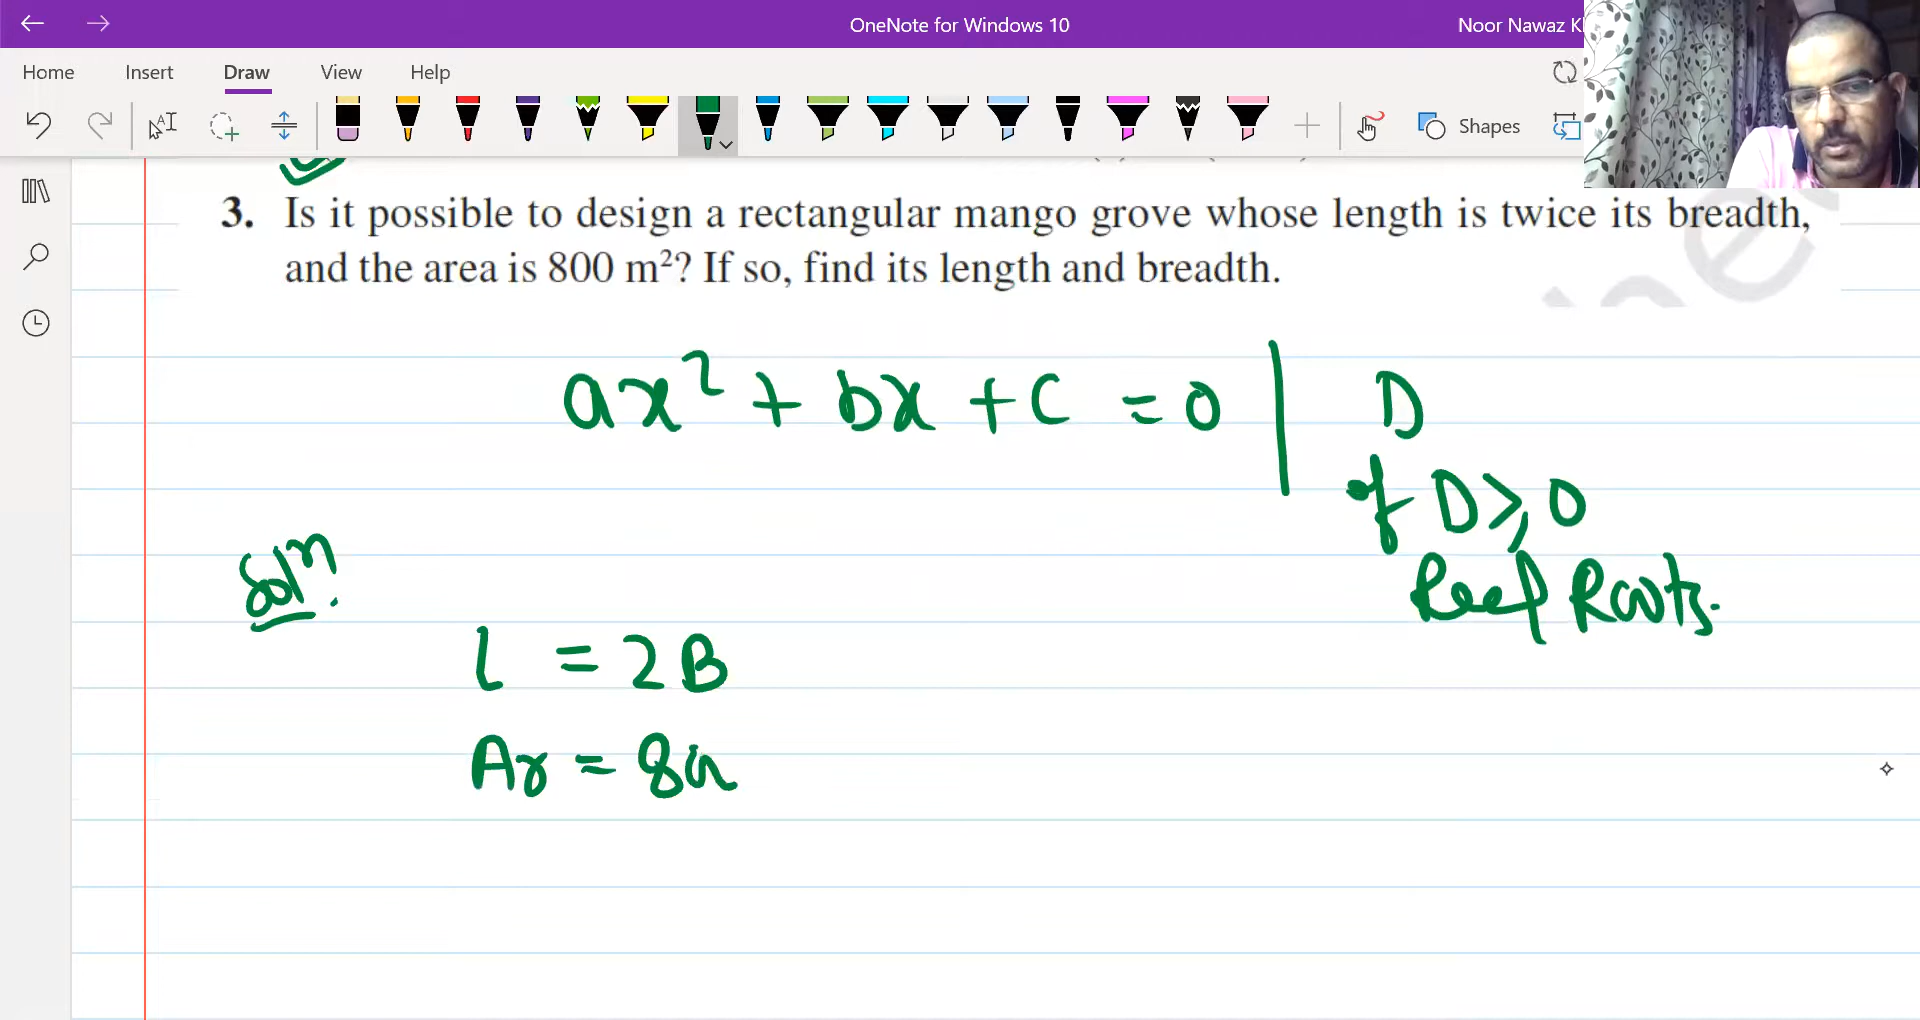 OneNote for Windows 10
Noor Nawaz K
Home Insert Draw View Help
Shapes
3. Is it possible to design a rectangular mango grove whose length is twice its breadth,
and the area is 800 m²? If so, find its length and breadth.
ax² + bx + c = 0 | D
if D ≥ 0
Real Roots.
Solⁿ.
l = 2B
Ar = 80